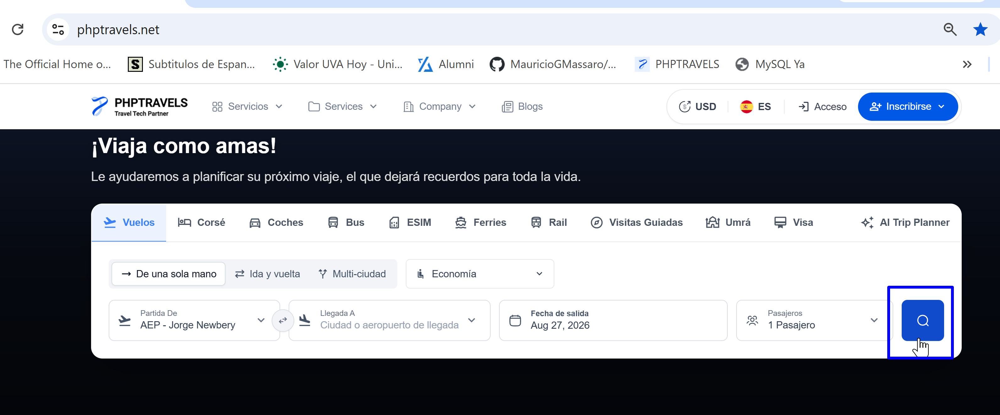 phptravels.net
The Official Home o...
S
Subtitulos de Espan...
Valor UVA Hoy - Uni...
Alumni
MauricioGMassaro/...
PHPTRAVELS
MySQL Ya
PHPTRAVELS
Travel Tech Partner
Servicios
Services
Company
Blogs
USD
ES
Acceso
Inscribirse
¡Viaja como amas!
Le ayudaremos a planificar su próximo viaje, el que dejará recuerdos para toda la vida.
Vuelos
Corsé
Coches
Bus
ESIM
Ferries
Rail
Visitas Guiadas
Umrá
Visa
AI Trip Planner
De una sola mano
Ida y vuelta
Multi-ciudad
Economía
Partida De
AEP - Jorge Newbery
Llegada A
Ciudad o aeropuerto de llegada
Fecha de salida
Aug 27, 2026
Pasajeros
1 Pasajero